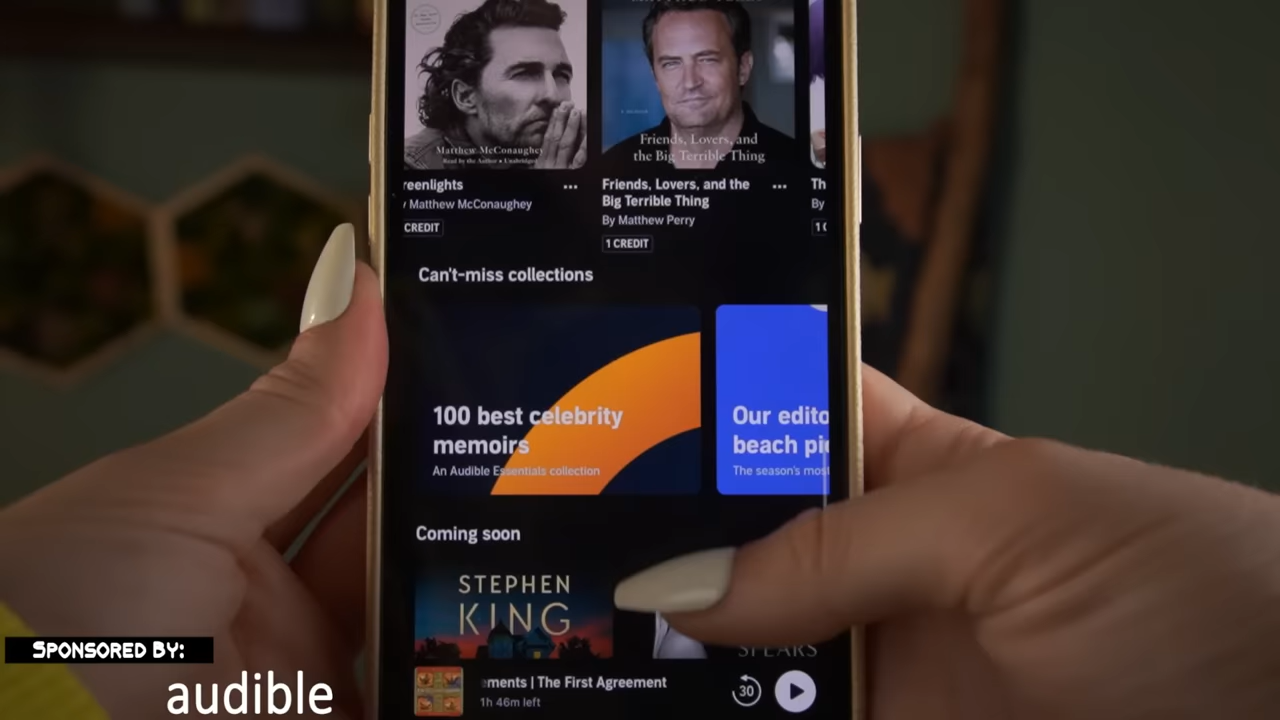 Matthew McConaughey
Read by the Author • Unabridged
Friends, Lovers, and
the Big Terrible Thing
reenlights
Matthew McConaughey
CREDIT
Friends, Lovers, and the
Big Terrible Thing
By Matthew Perry
1 CREDIT
Th
By
Can't-miss collections
100 best celebrity
memoirs
An Audible Essentials collection
Our edito
beach pi
The season's most
Coming soon
STEPHEN
KING
SPEARS
ments | The First Agreement
1h 46m left
30
SPONSORED BY:
audible